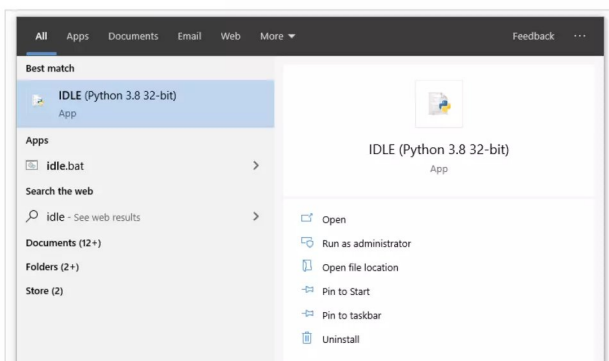 All Apps Documents Email Web More Feedback ...
Best match
IDLE (Python 3.8 32-bit)
App
Apps
idle.bat
Search the web
idle - See web results
Documents (12+)
Folders (2+)
Store (2)
IDLE (Python 3.8 32-bit)
App
Open
Run as administrator
Open file location
Pin to Start
Pin to taskbar
Uninstall